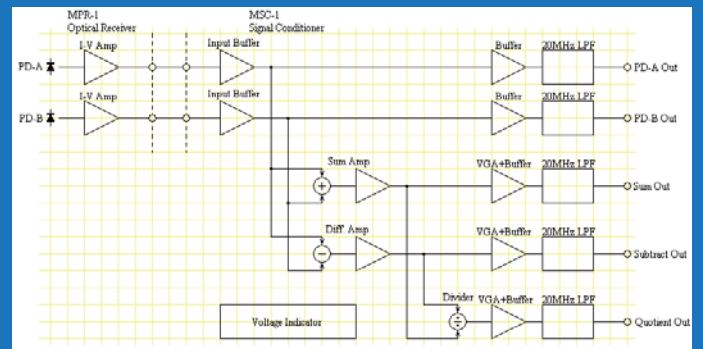 MPR-1 MSC-1
Optical Receiver Signal Conditioner
I-V Amp Input Buffer Buffer 20MHz LPF
PD-A PD-A Out
I-V Amp Input Buffer Buffer 20MHz LPF
PD-B PD-B Out
Sum Amp VGA+Buffer 20MHz LPF
+ Sum Out
Diff. Amp VGA+Buffer 20MHz LPF
− Subtract Out
Divider VGA+Buffer 20MHz LPF
Voltage Indicator ÷ Quotient Out